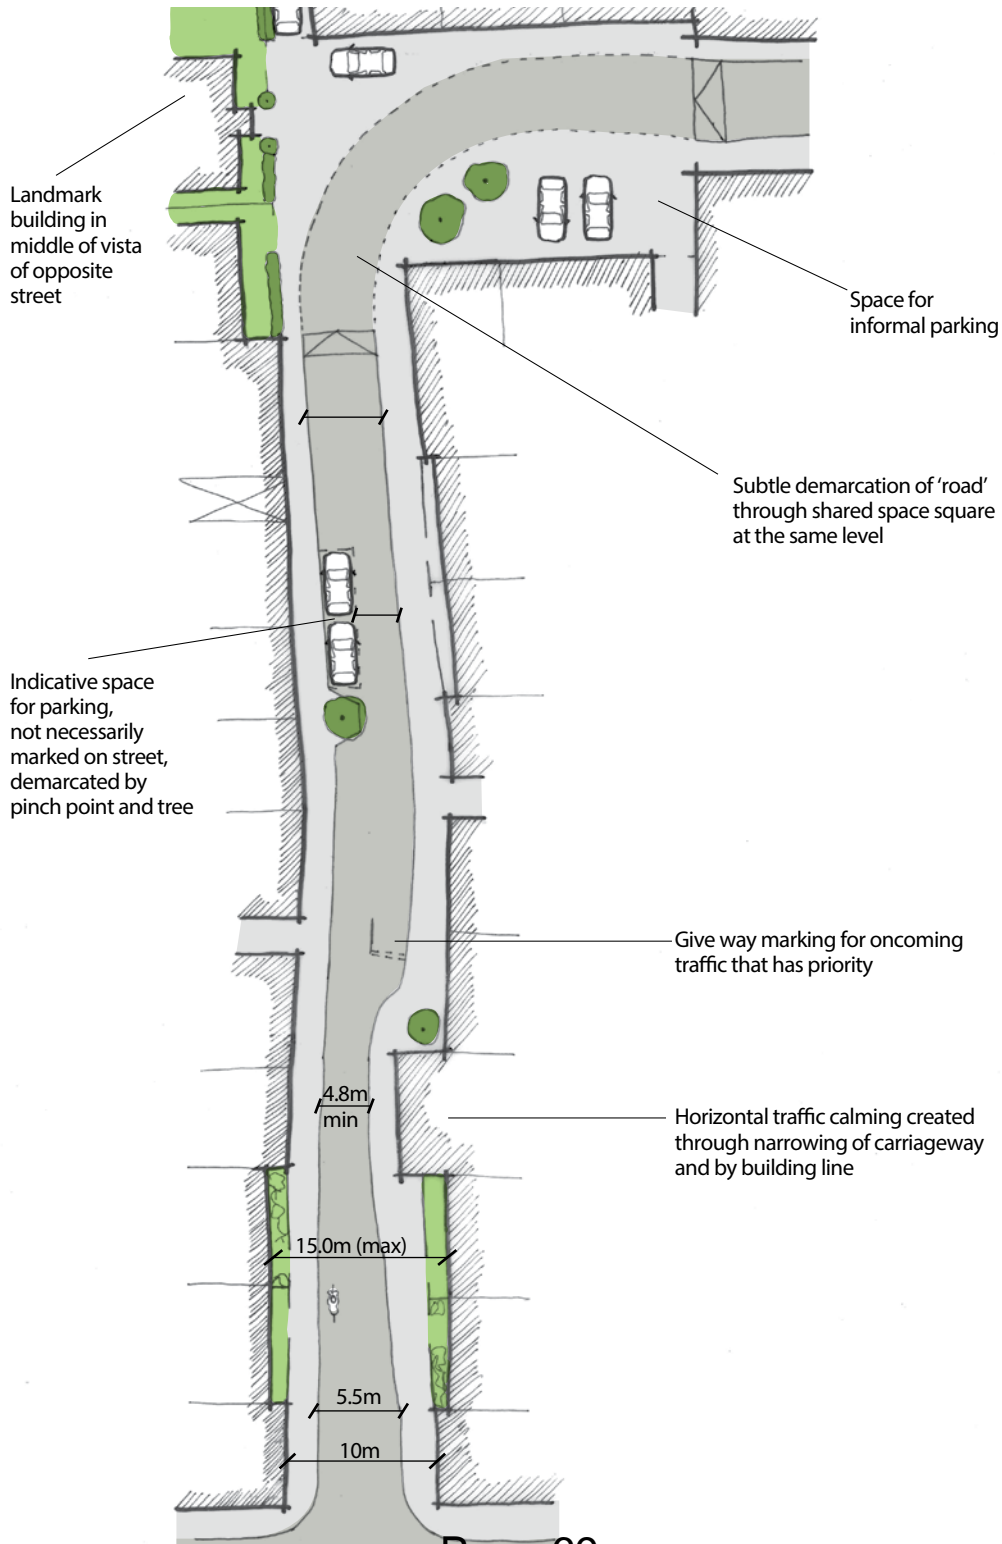 Landmark
building in
middle of vista
of opposite
street
Space for
informal parking
Subtle demarcation of ‘road’
through shared space square
at the same level
Indicative space
for parking,
not necessarily
marked on street,
demarcated by
pinch point and tree
Give way marking for oncoming
traffic that has priority
4.8m
min
Horizontal traffic calming created
through narrowing of carriageway
and by building line
15.0m (max)
5.5m
10m